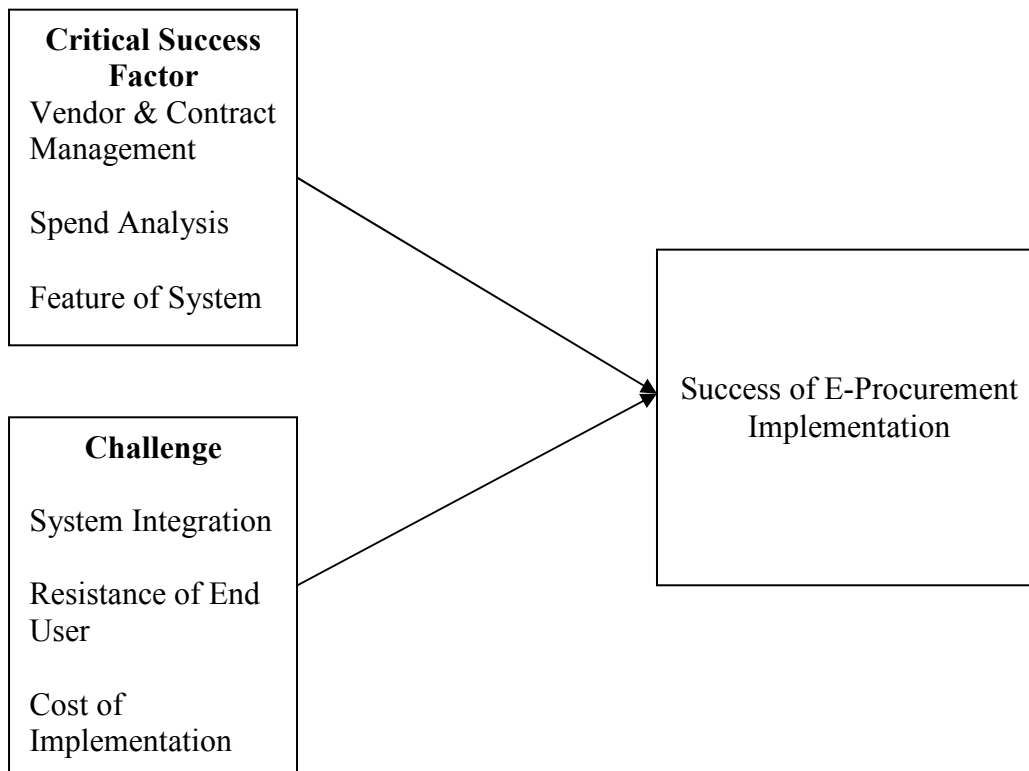 Critical Success
Factor
Vendor & Contract
Management
Spend Analysis
Feature of System
Success of E-Procurement
Implementation
Challenge
System Integration
Resistance of End
User
Cost of
Implementation